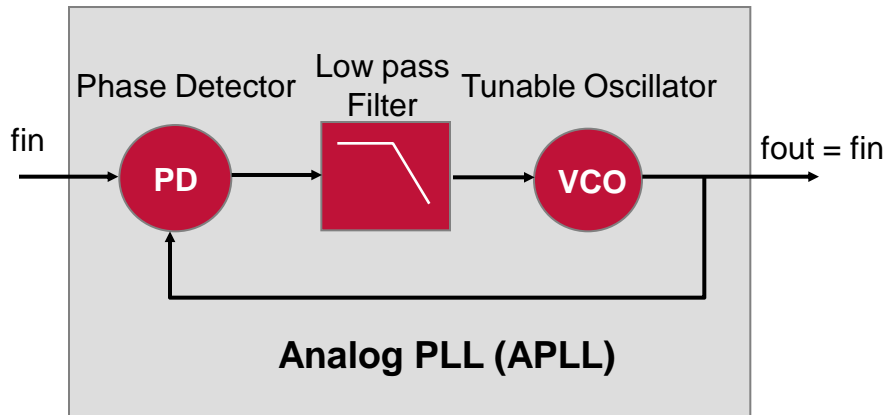 Phase Detector
Low pass
Filter
Tunable Oscillator
fin
PD
VCO
fout = fin
Analog PLL (APLL)